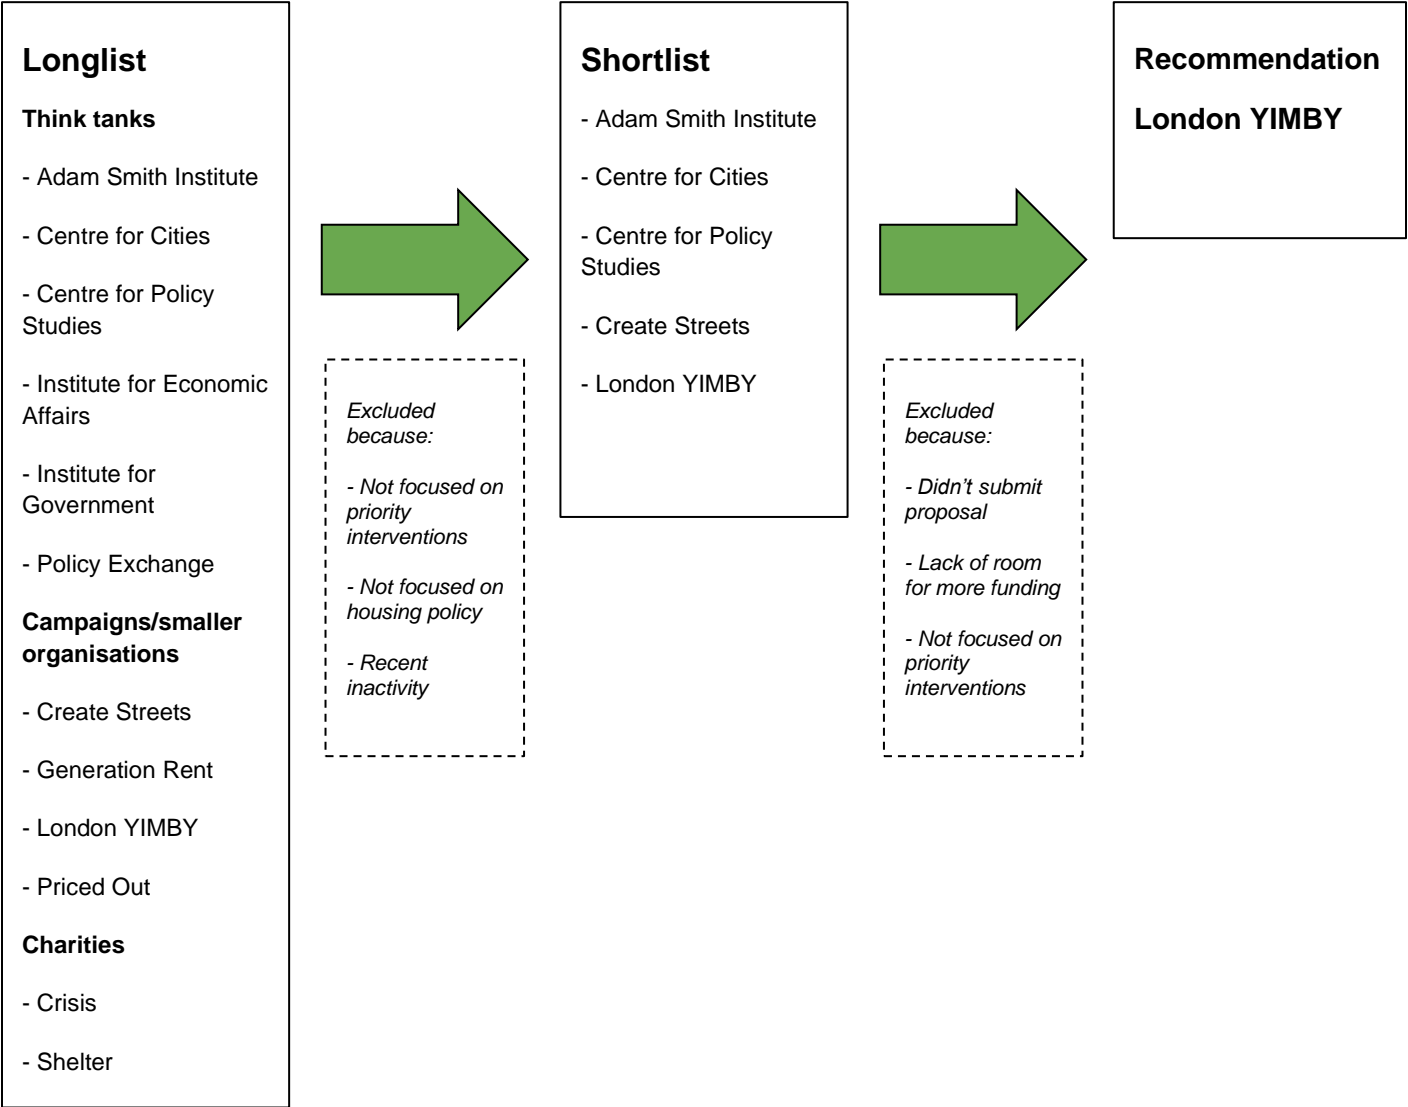 Longlist
Think tanks
- Adam Smith Institute
- Centre for Cities
- Centre for Policy
Studies
- Institute for Economic
Affairs
- Institute for
Government
- Policy Exchange
Campaigns/smaller
organisations
- Create Streets
- Generation Rent
- London YIMBY
- Priced Out
Charities
- Crisis
- Shelter
Excluded
because:
- Not focused on
priority
interventions
- Not focused on
housing policy
- Recent
inactivity
Shortlist
- Adam Smith Institute
- Centre for Cities
- Centre for Policy
Studies
- Create Streets
- London YIMBY
Excluded
because:
- Didn’t submit
proposal
- Lack of room
for more funding
- Not focused on
priority
interventions
Recommendation
London YIMBY